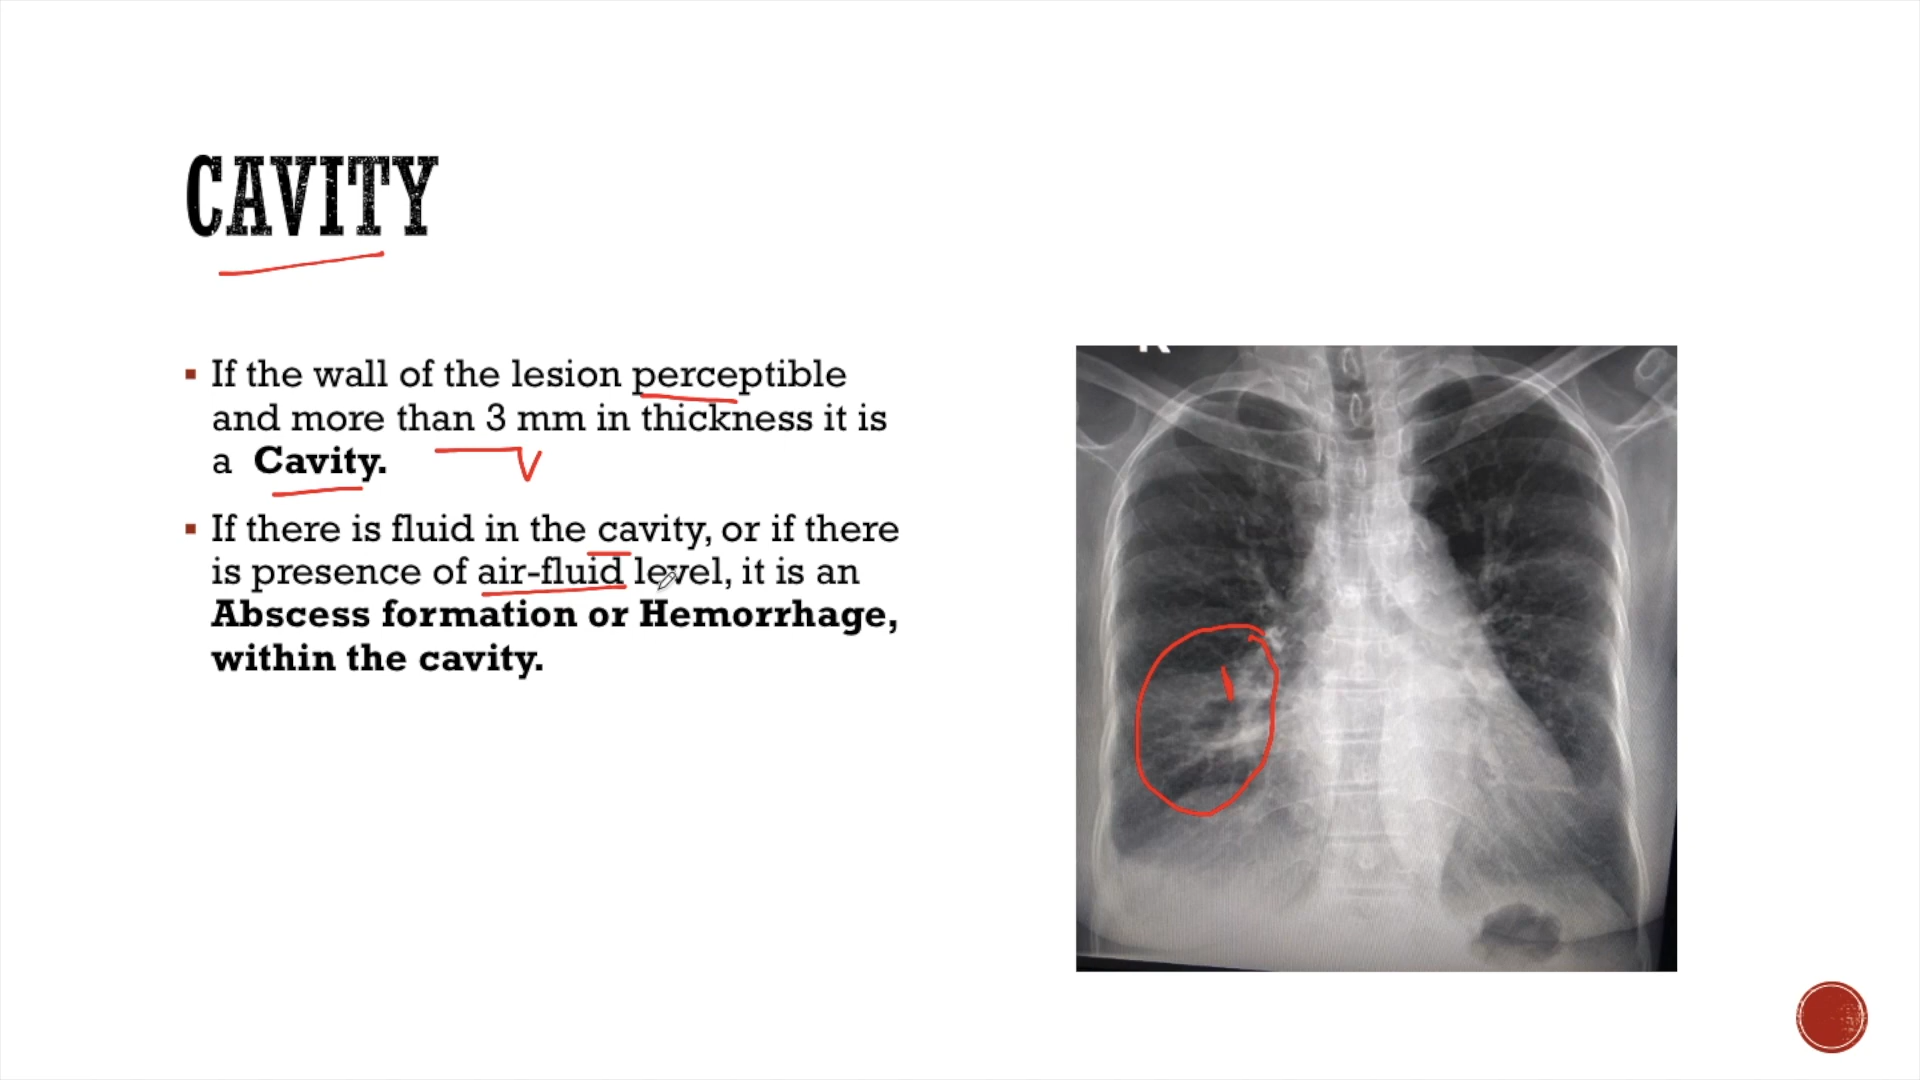 CAVITY
If the wall of the lesion perceptible
and more than 3 mm in thickness it is
a Cavity.
If there is fluid in the cavity, or if there
is presence of air-fluid level, it is an
Abscess formation or Hemorrhage,
within the cavity.